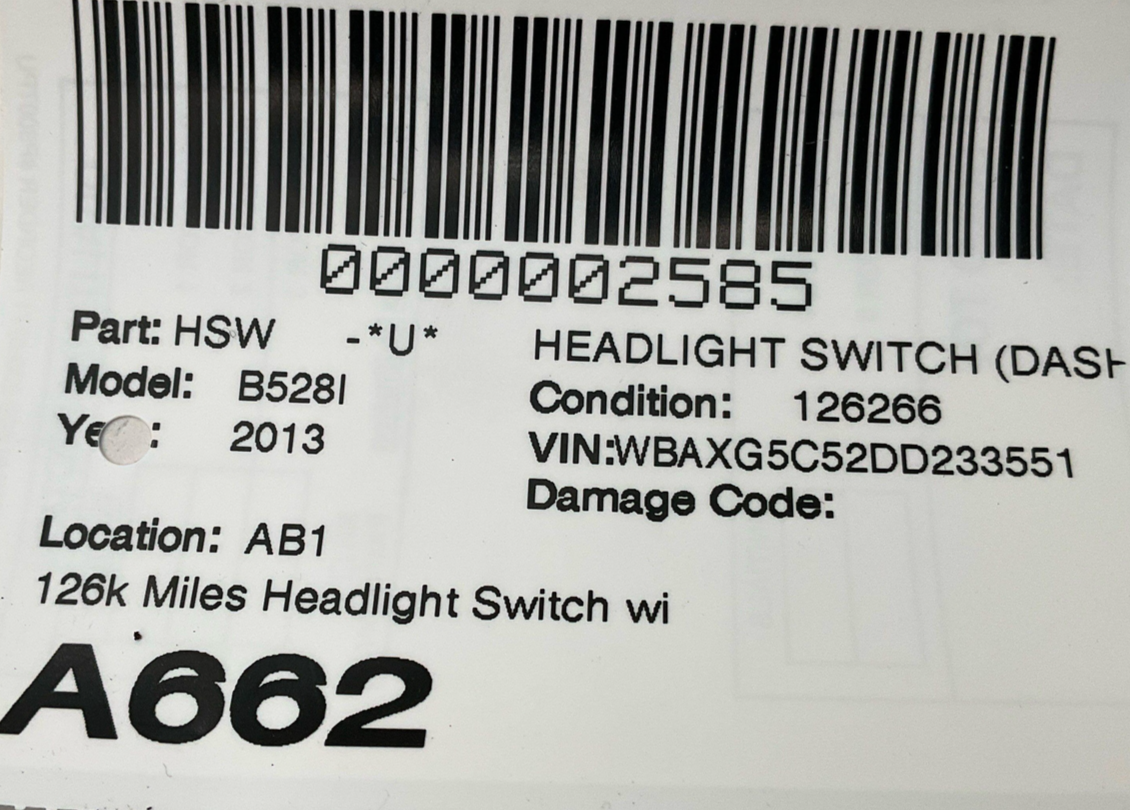 0000002585
Part: HSW -*U* HEADLIGHT SWITCH (DASH
Model: B528I Condition: 126266
Ye : 2013 VIN:WBAXG5C52DD233551
Damage Code:
Location: AB1
126k Miles Headlight Switch wi
A662